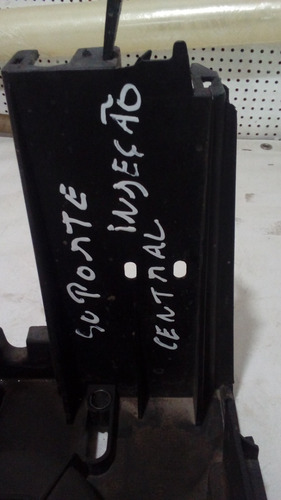 SUPORTE
INJEÇÃO
CENTRAL